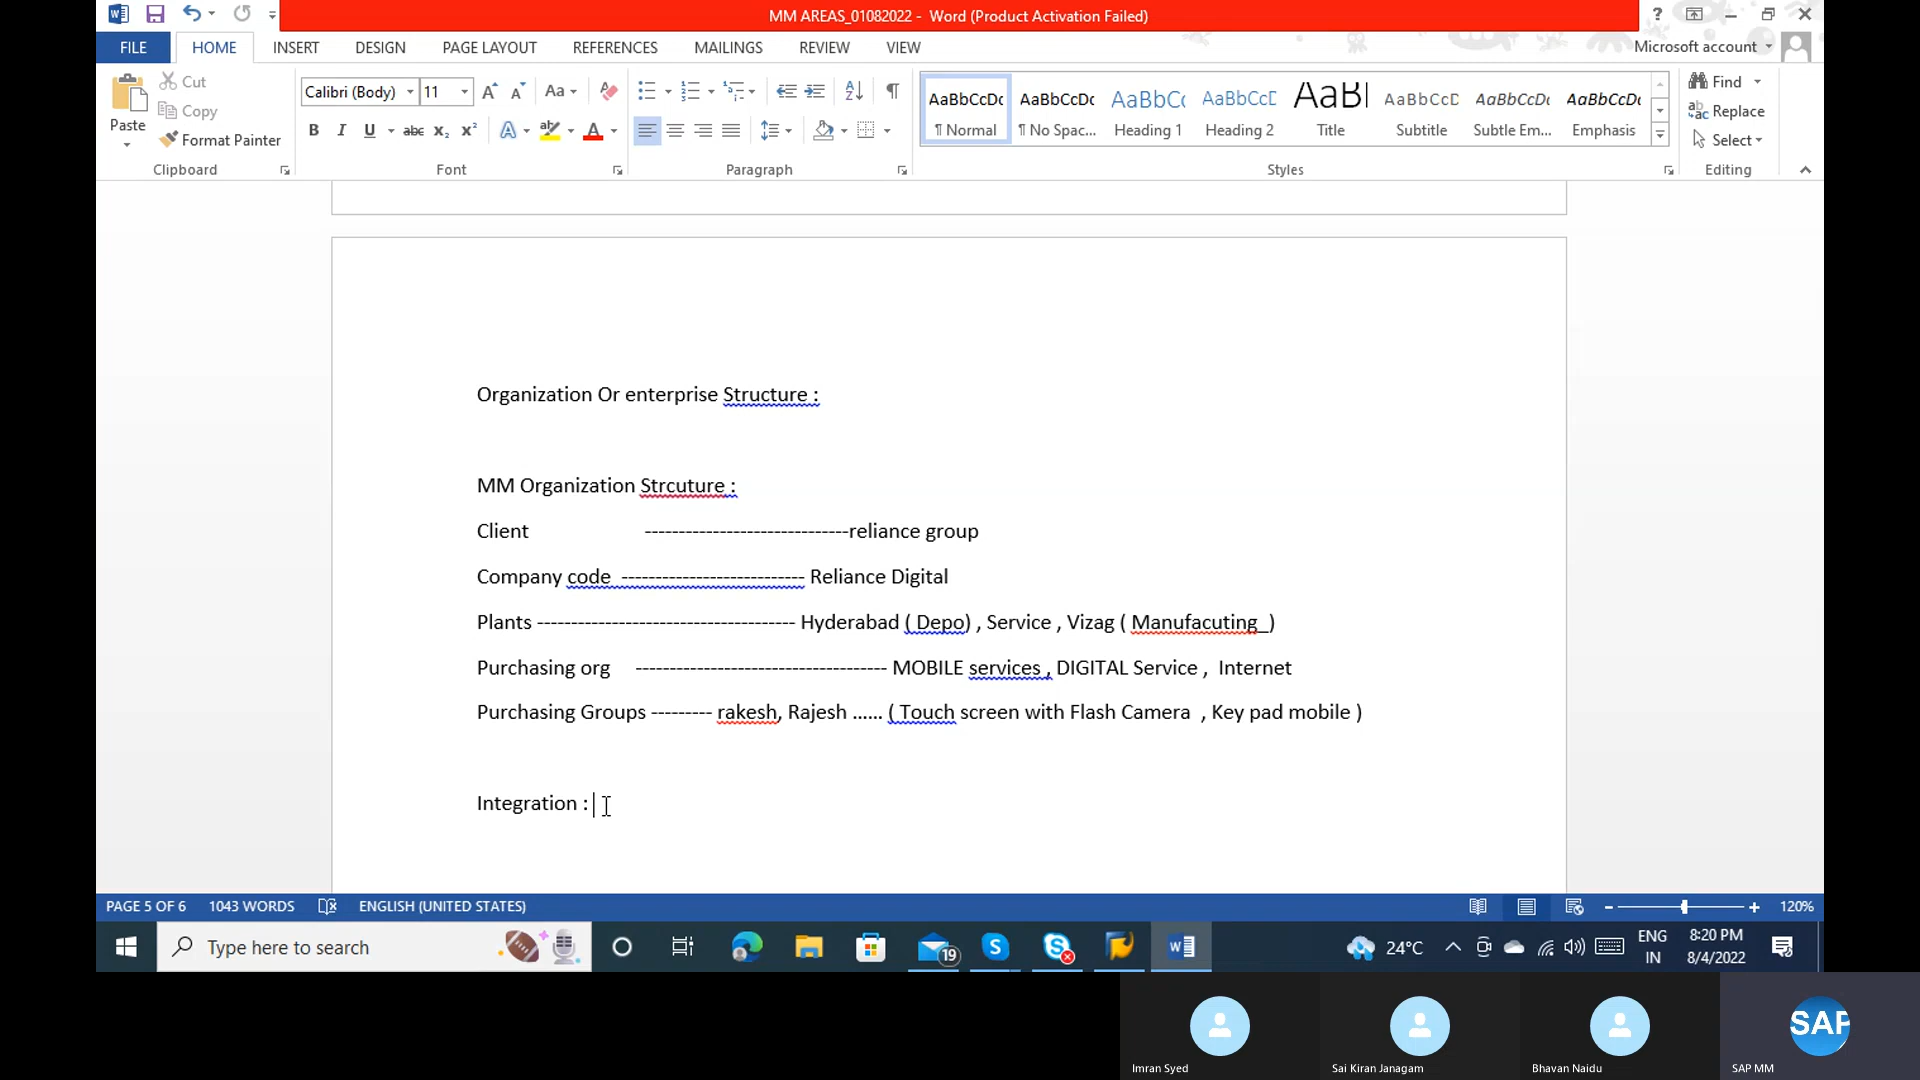 MM AREAS_01082022 - Word (Product Activation Failed)
FILE HOME INSERT DESIGN PAGE LAYOUT REFERENCES MAILINGS REVIEW VIEW Microsoft account
Paste
Cut
Copy
Format Painter
Clipboard
Calibri (Body) 11
Font
Paragraph
AaBbCcDc AaBbCcDc AaBbCc AaBbCcD AaBl AaBbCcD AaBbCcDc AaBbCcDc
¶ Normal ¶ No Spac... Heading 1 Heading 2 Title Subtitle Subtle Em... Emphasis
Styles
Find
Replace
Select
Editing
Organization Or enterprise Structure :
MM Organization Strcuture :
Client ------------------------------reliance group
Company code --------------------------- Reliance Digital
Plants -------------------------------------- Hyderabad ( Depo) , Service , Vizag ( Manufacuting_)
Purchasing org ------------------------------------- MOBILE services , DIGITAL Service , Internet
Purchasing Groups --------- rakesh, Rajesh ...... ( Touch screen with Flash Camera , Key pad mobile )
Integration :
PAGE 5 OF 6 1043 WORDS ENGLISH (UNITED STATES) 120%
Type here to search
19
24°C
ENG
IN
8:20 PM
8/4/2022
SAP
Imran Syed Sai Kiran Janagam Bhavan Naidu SAP MM